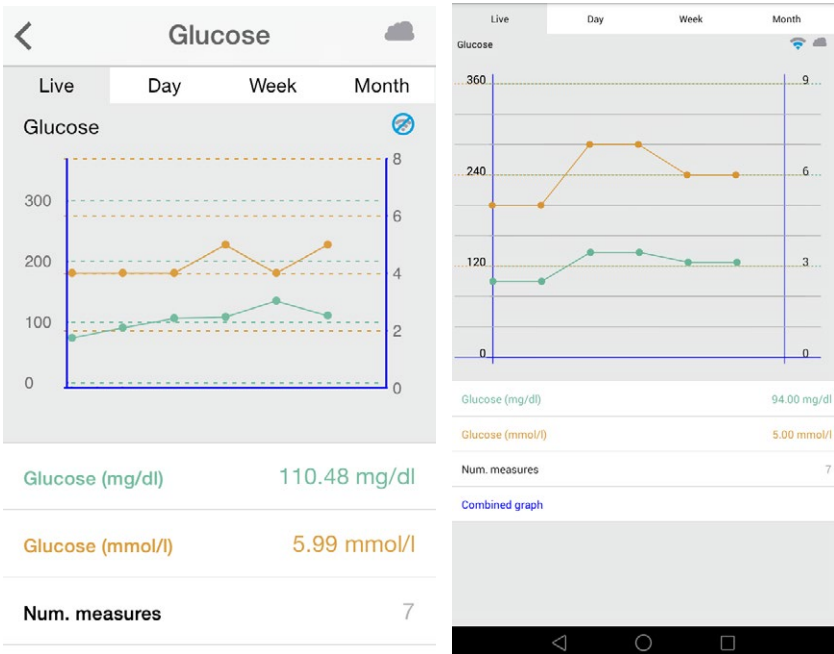 Glucose
Live Day Week Month
Glucose
8
300
6
200
4
100
2
0
0
Glucose (mg/dl) 110.48 mg/dl
Glucose (mmol/l) 5.99 mmol/l
Num. measures 7
Live Day Week Month
Glucose
360 9
240 6
120 3
0 0
Glucose (mg/dl) 94.00 mg/dl
Glucose (mmol/l) 5.00 mmol/l
Num. measures 7
Combined graph